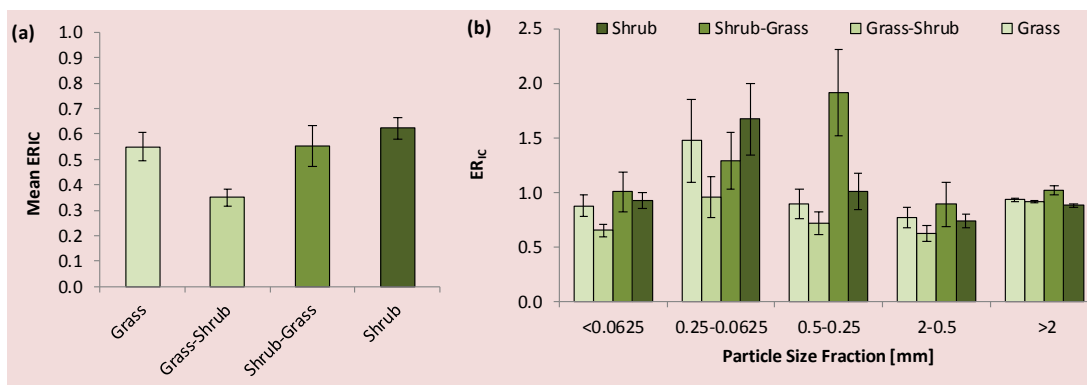 (a)
1.0
0.9
0.8
0.7
0.6
0.5
0.4
0.3
0.2
0.1
0.0
Mean ERIC
Grass
Grass-Shrub
Shrub-Grass
Shrub
(b)
Shrub Shrub-Grass Grass-Shrub Grass
2.5
2.0
1.5
1.0
0.5
0.0
ERIC
<0.0625 0.25-0.0625 0.5-0.25 2-0.5 >2
Particle Size Fraction [mm]